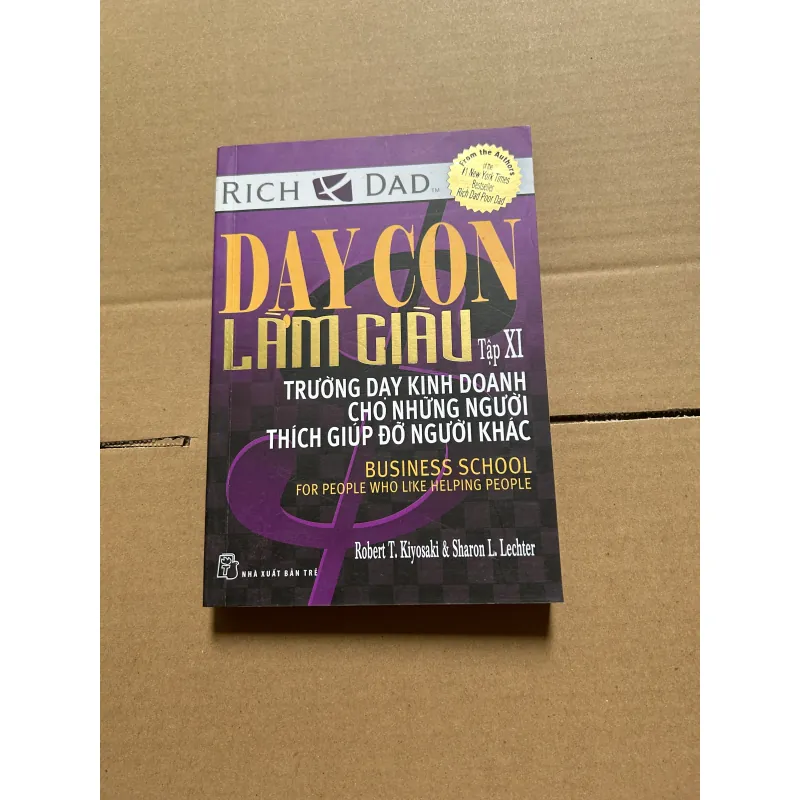 RICH DAD™
From the Authors
of the
#1 New York Times
Bestseller
Rich Dad Poor Dad
DẠY CON
LÀM GIÀU Tập XI
TRƯỜNG DẠY KINH DOANH
CHO NHỮNG NGƯỜI
THÍCH GIÚP ĐỠ NGƯỜI KHÁC
BUSINESS SCHOOL
FOR PEOPLE WHO LIKE HELPING PEOPLE
Robert T. Kiyosaki & Sharon L. Lechter
NHÀ XUẤT BẢN TRẺ